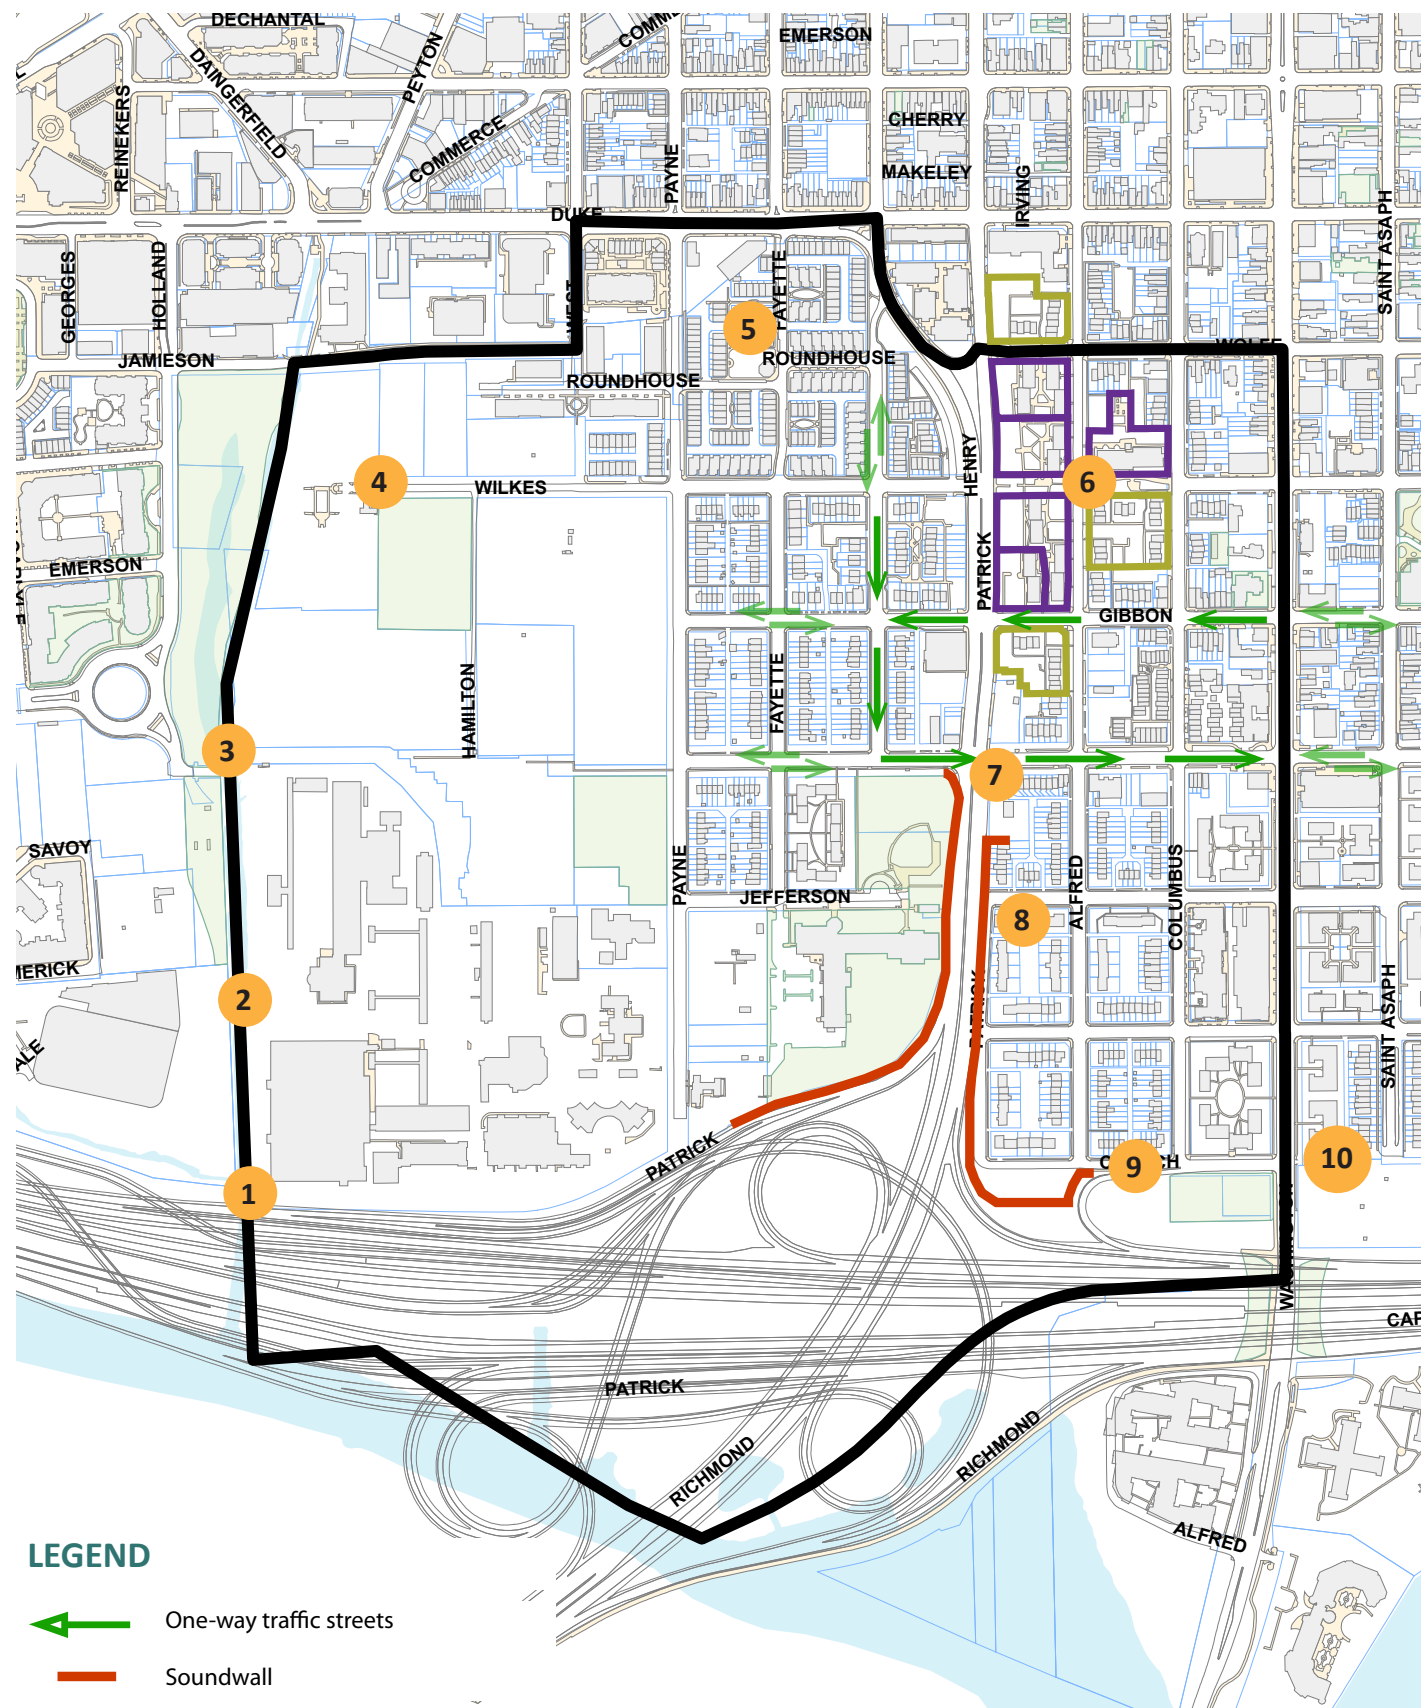 DECHANTAL
EMERSON
DAINGERFIELD
PEYTON
REINEKERS
COMMERCE
CHERRY
PAYNE
MAKELEY
IRVING
DUKE
SAINT ASAPH
GEORGES
HOLLAND
WEST
FAYETTE
5
JAMIESON
ROUNDHOUSE
ROUNDHOUSE
WOLFE
HENRY
4
WILKES
6
EMERSON
PATRICK
GIBBON
HAMILTON
FAYETTE
3
7
SAVOY
PAYNE
JEFFERSON
ALFRED
COLUMBUS
8
MERICK
2
PATRICK
SAINT ASAPH
ALE
PATRICK
9
10
1
WASHINGTON
CAP
PATRICK
RICHMOND
RICHMOND
ALFRED
LEGEND
One-way traffic streets
Soundwall